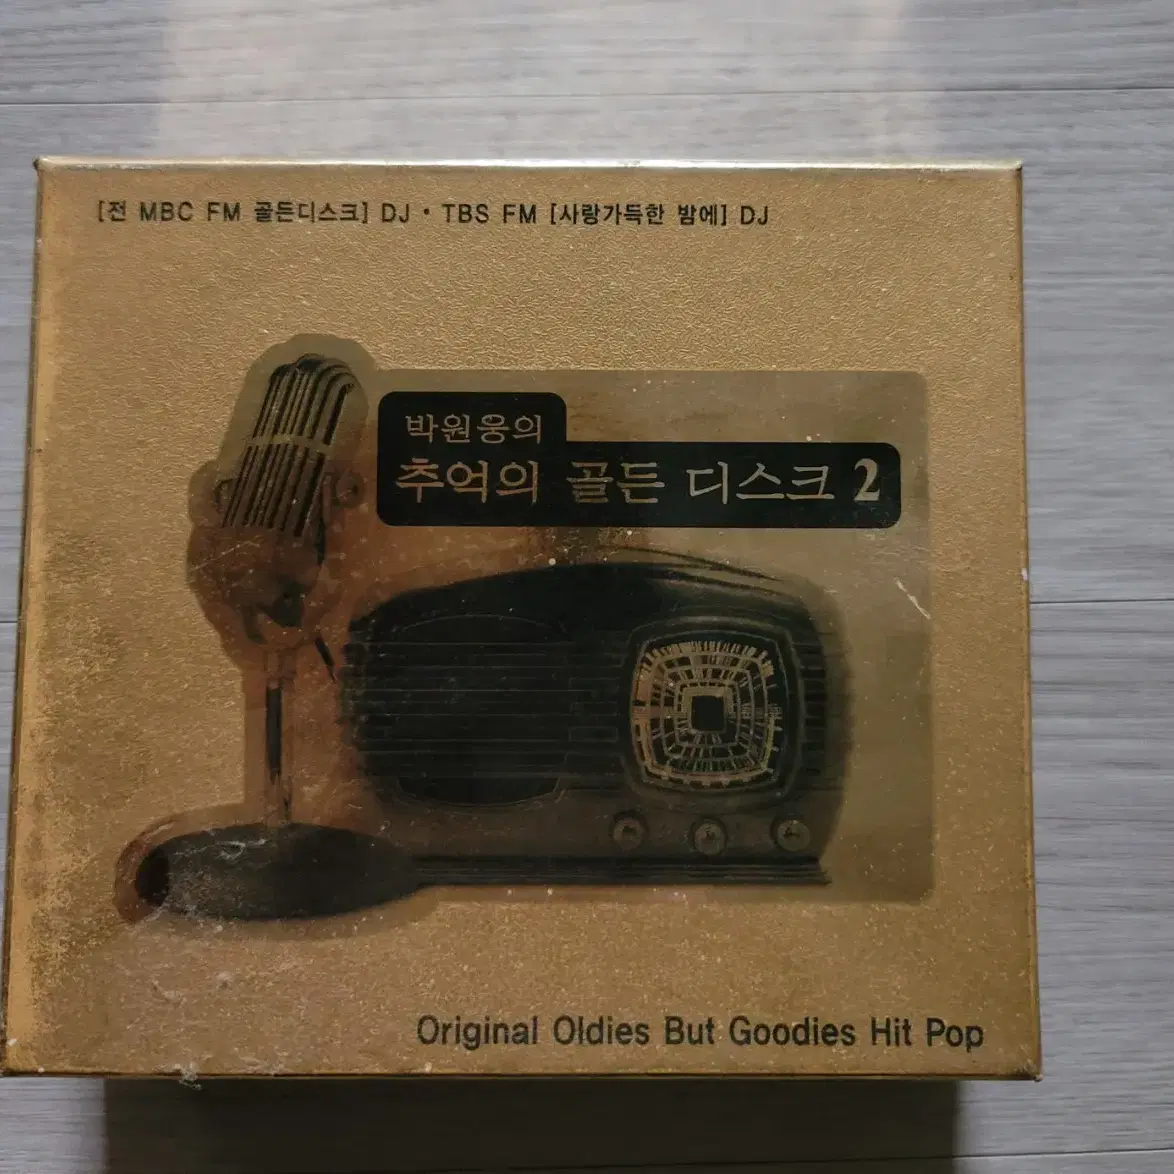 [전 MBC FM 골든디스크] DJ · TBS FM [사랑가득한 밤에] DJ
박원웅의
추억의 골든 디스크 2
Original Oldies But Goodies Hit Pop